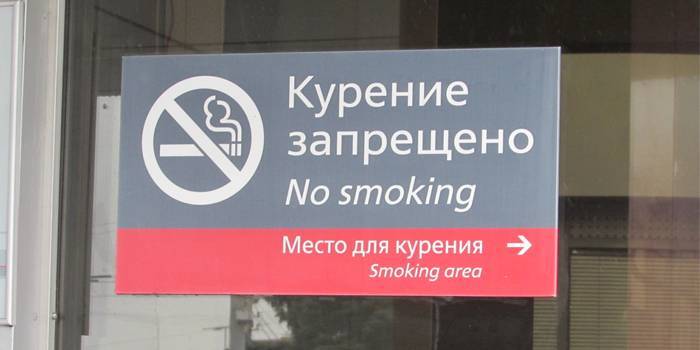 Курение
запрещено
No smoking
Место для курения →
Smoking area